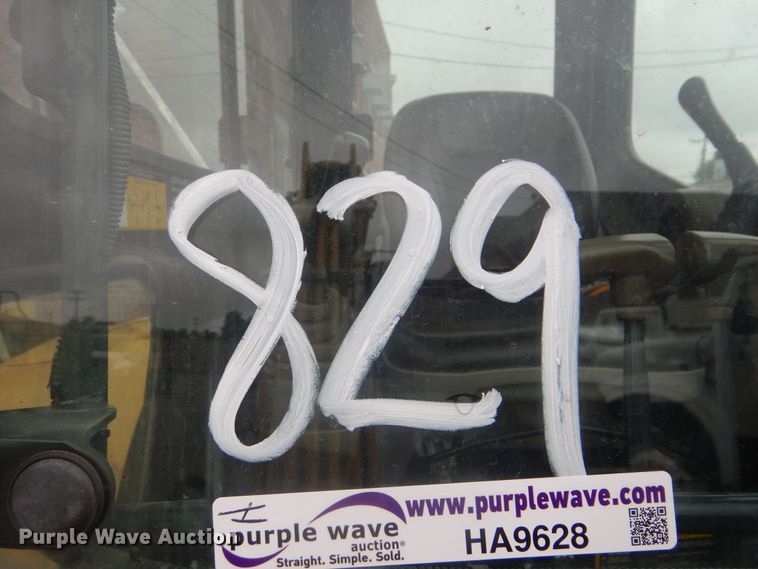 829
www.purplewave.com
purple wave
auction®
HA9628
Straight. Simple. Sold.
Purple Wave Auction